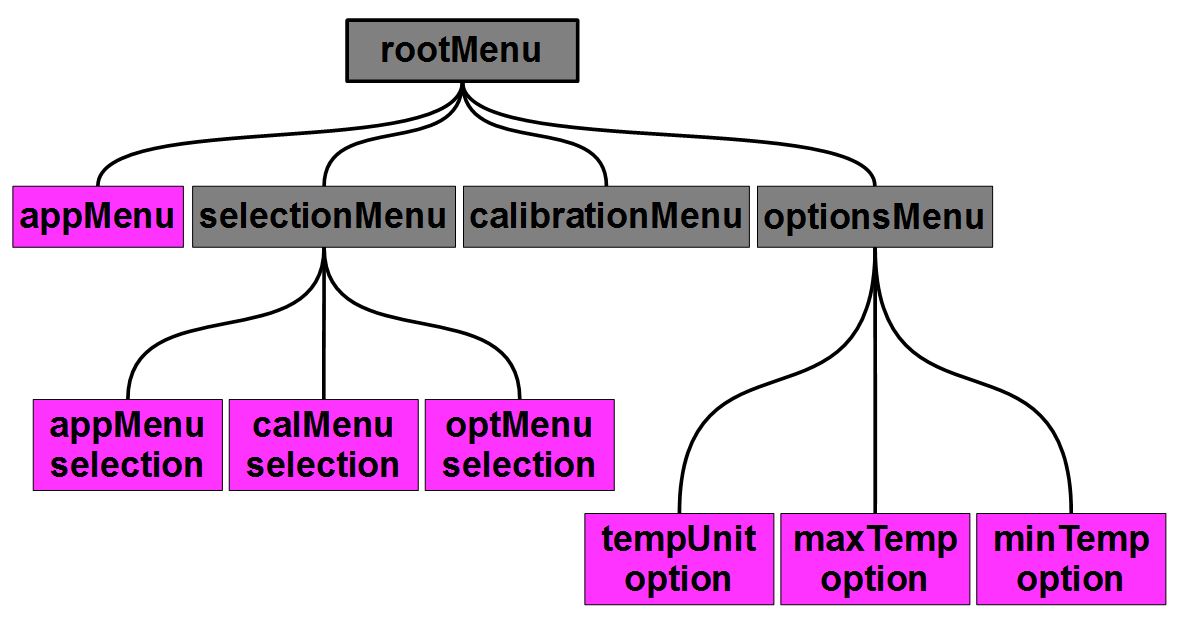 rootMenu
appMenu
selectionMenu
calibrationMenu
optionsMenu
appMenu
selection
calMenu
selection
optMenu
selection
tempUnit
option
maxTemp
option
minTemp
option